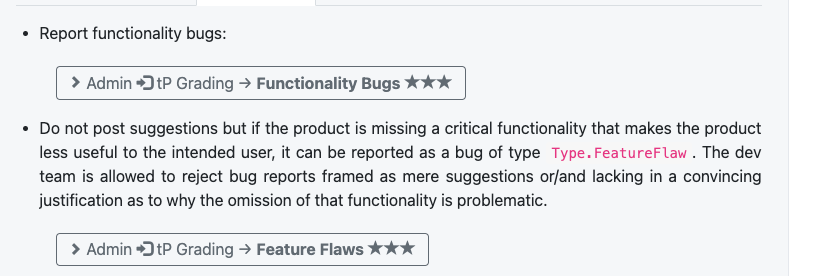 • Report functionality bugs:
Admin tP Grading → Functionality Bugs ★★★
• Do not post suggestions but if the product is missing a critical functionality that makes the product
less useful to the intended user, it can be reported as a bug of type Type.FeatureFlaw . The dev
team is allowed to reject bug reports framed as mere suggestions or/and lacking in a convincing
justification as to why the omission of that functionality is problematic.
Admin tP Grading → Feature Flaws ★★★